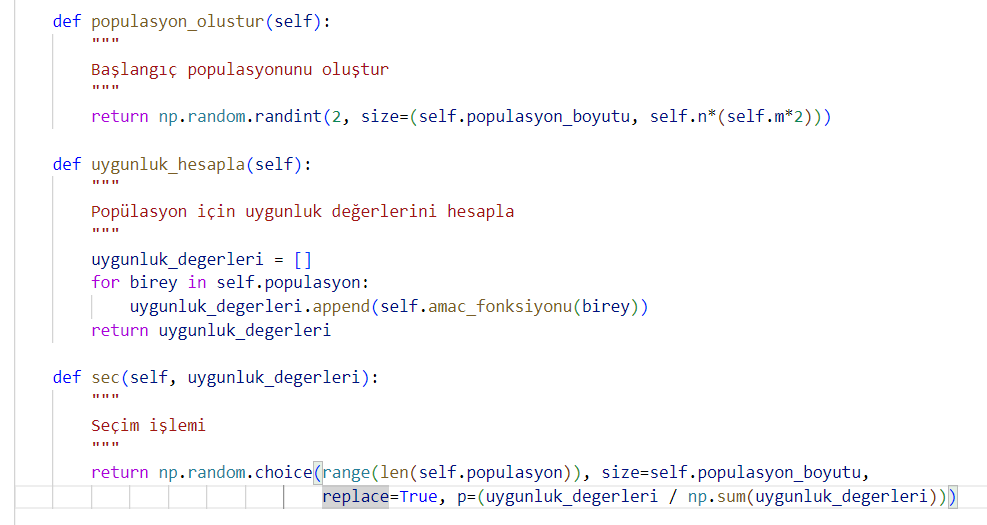 def populasyon_olustur(self):
"""
Başlangıç populasyonunu oluştur
"""
return np.random.randint(2, size=(self.populasyon_boyutu, self.n*(self.m*2)))
def uygunluk_hesapla(self):
"""
Popülasyon için uygunluk değerlerini hesapla
"""
uygunluk_degerleri = []
for birey in self.populasyon:
uygunluk_degerleri.append(self.amac_fonksiyonu(birey))
return uygunluk_degerleri
def sec(self, uygunluk_degerleri):
"""
Seçim işlemi
"""
return np.random.choice(range(len(self.populasyon)), size=self.populasyon_boyutu,
replace=True, p=(uygunluk_degerleri / np.sum(uygunluk_degerleri)))